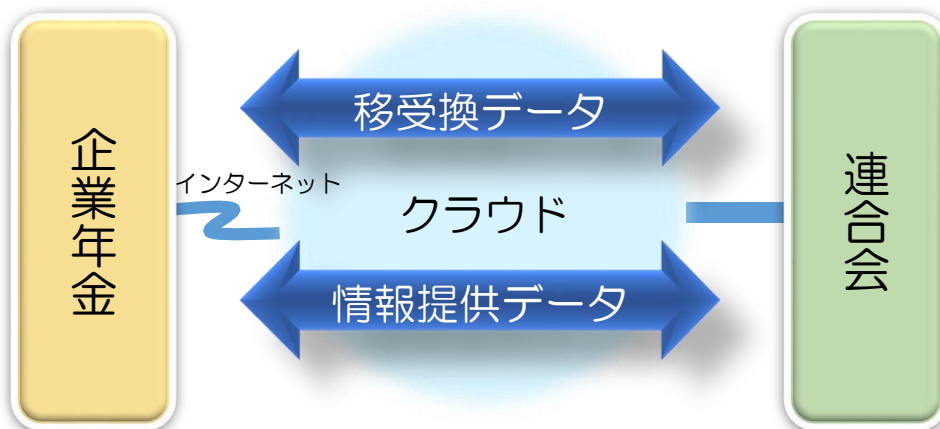 企業年金
移受換データ
インターネット
クラウド
情報提供データ
連合会